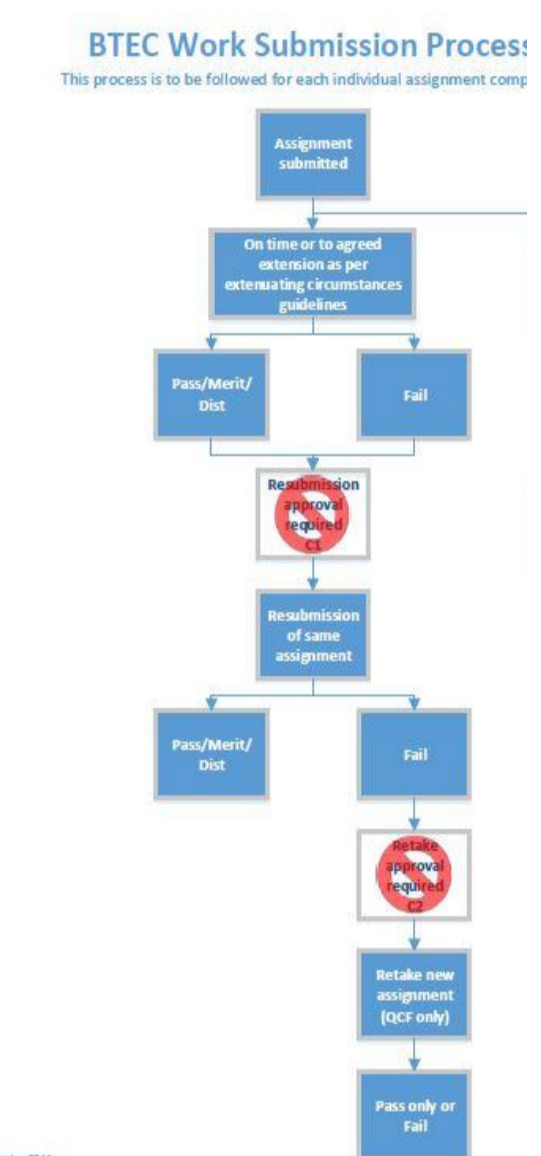 BTEC Work Submission Process
This process is to be followed for each individual assignment comp
Assignment
submitted
On time or to agreed
extension as per
extenuating circumstances
guidelines
Pass/Merit/
Dist
Fail
Resubmission
approval
required
C1
Resubmission
of same
assignment
Pass/Merit/
Dist
Fail
Retake
approval
required
C2
Retake new
assignment
(QCF only)
Pass only or
Fail